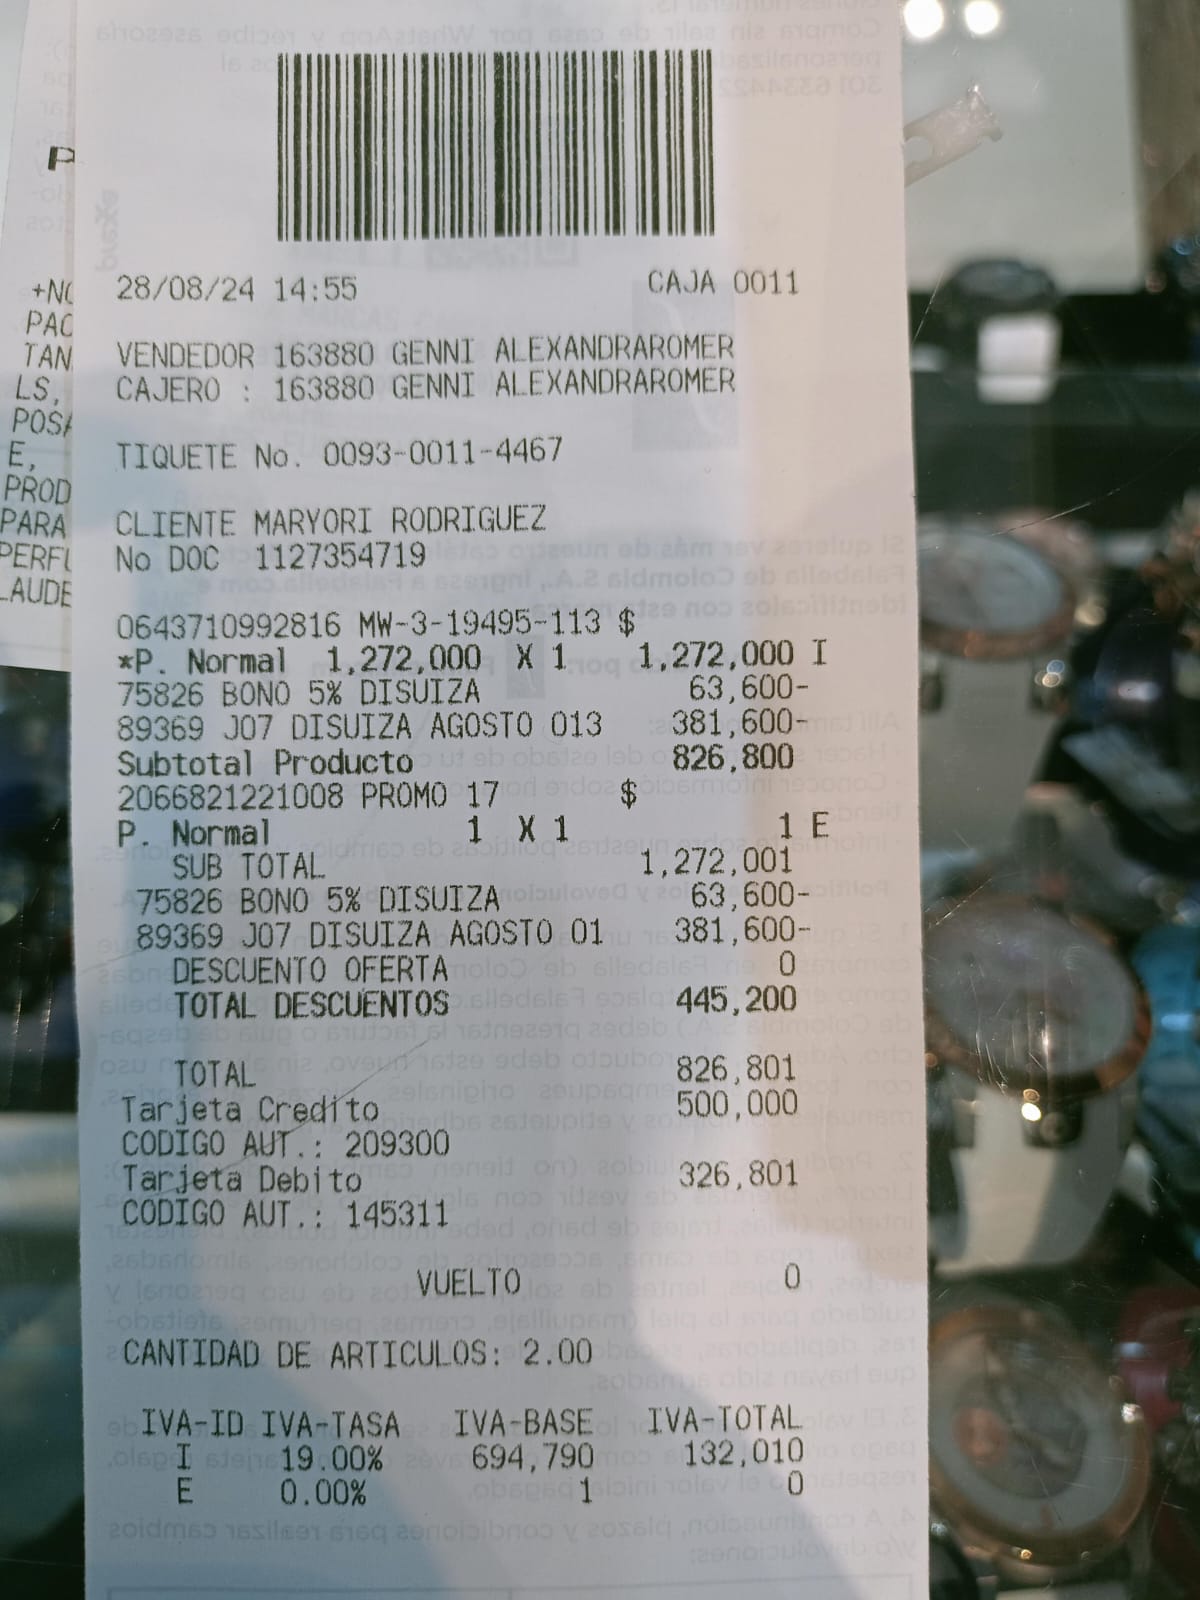 28/08/24 14:55 CAJA 0011
VENDEDOR 163880 GENNI ALEXANDRAROMER
CAJERO : 163880 GENNI ALEXANDRAROMER
TIQUETE No. 0093-0011-4467
CLIENTE MARYORI RODRIGUEZ
No DOC 1127354719
0643710992816 MW-3-19495-113 $
*P. Normal 1,272,000 X 1 1,272,000 I
75826 BONO 5% DISUIZA 63,600-
89369 J07 DISUIZA AGOSTO 013 381,600-
Subtotal Producto 826,800
2066821221008 PROMO 17 $
P. Normal 1 X 1 1 E
SUB TOTAL 1,272,001
75826 BONO 5% DISUIZA 63,600-
89369 J07 DISUIZA AGOSTO 01 381,600-
DESCUENTO OFERTA 0
TOTAL DESCUENTOS 445,200
TOTAL 826,801
Tarjeta Credito 500,000
CODIGO AUT.: 209300
Tarjeta Debito 326,801
CODIGO AUT.: 145311
VUELTO 0
CANTIDAD DE ARTICULOS: 2.00
IVA-ID IVA-TASA IVA-BASE IVA-TOTAL
I 19.00% 694,790 132,010
E 0.00% 1 0